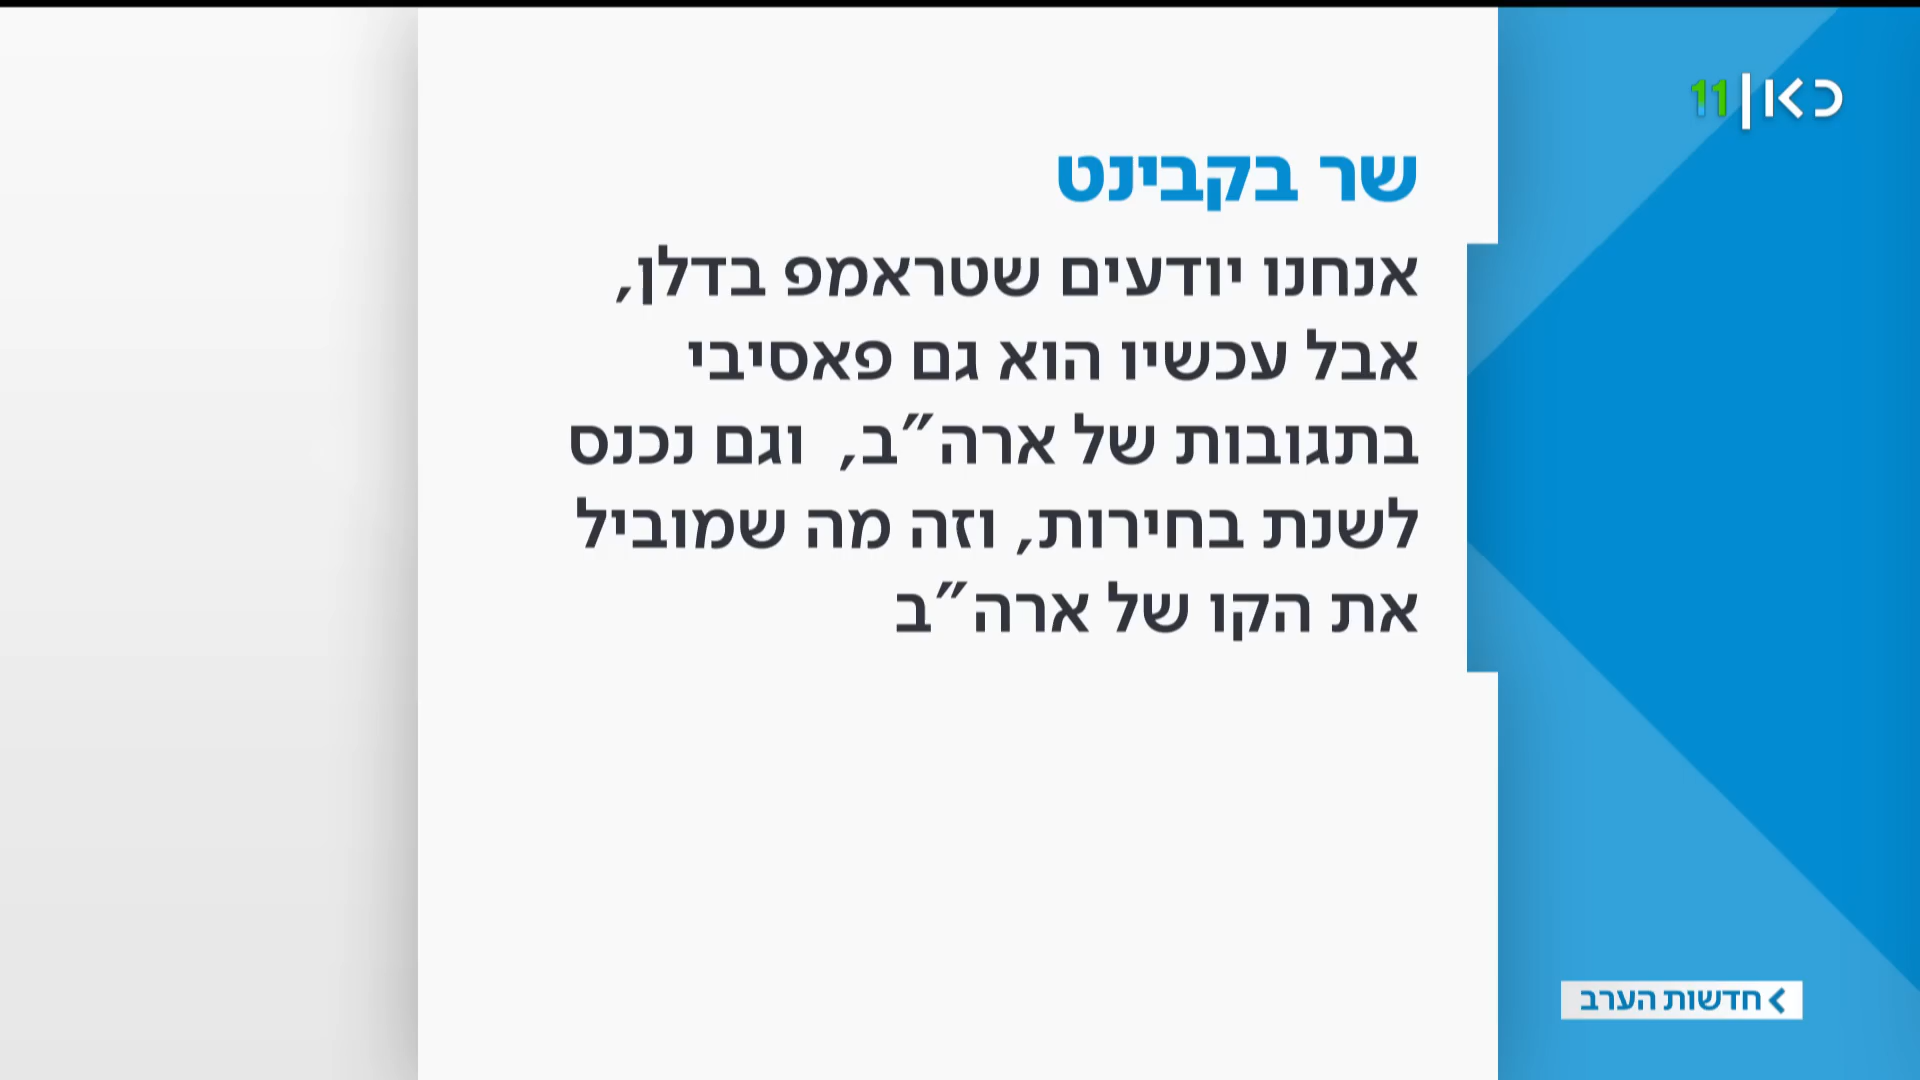 כאן 11
שר בקבינט
אנחנו יודעים שטראמפ בדלן,
אבל עכשיו הוא גם פאסיבי
בתגובות של ארה״ב, וגם נכנס
לשנת בחירות, וזה מה שמוביל
את הקו של ארה״ב
חדשות הערב